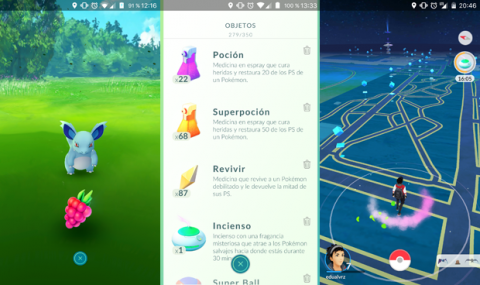 91% 12:16
100% 13:33
OBJETOS
279/350
Poción
Medicina en espray que cura
heridas y restaura 20 de los PS de
un Pokémon.
x22
Superpoción
Medicina en espray que cura
heridas y restaura 50 de los PS de
un Pokémon.
x68
Revivir
Medicina que revive a un Pokémon
debilitado y le devuelve la mitad de
sus PS.
x87
Incienso
Incienso con una fragancia
misteriosa que atrae a los Pokémon
salvajes hacia donde estás durante
30 min
x1
Super Ball
20:46
16:05